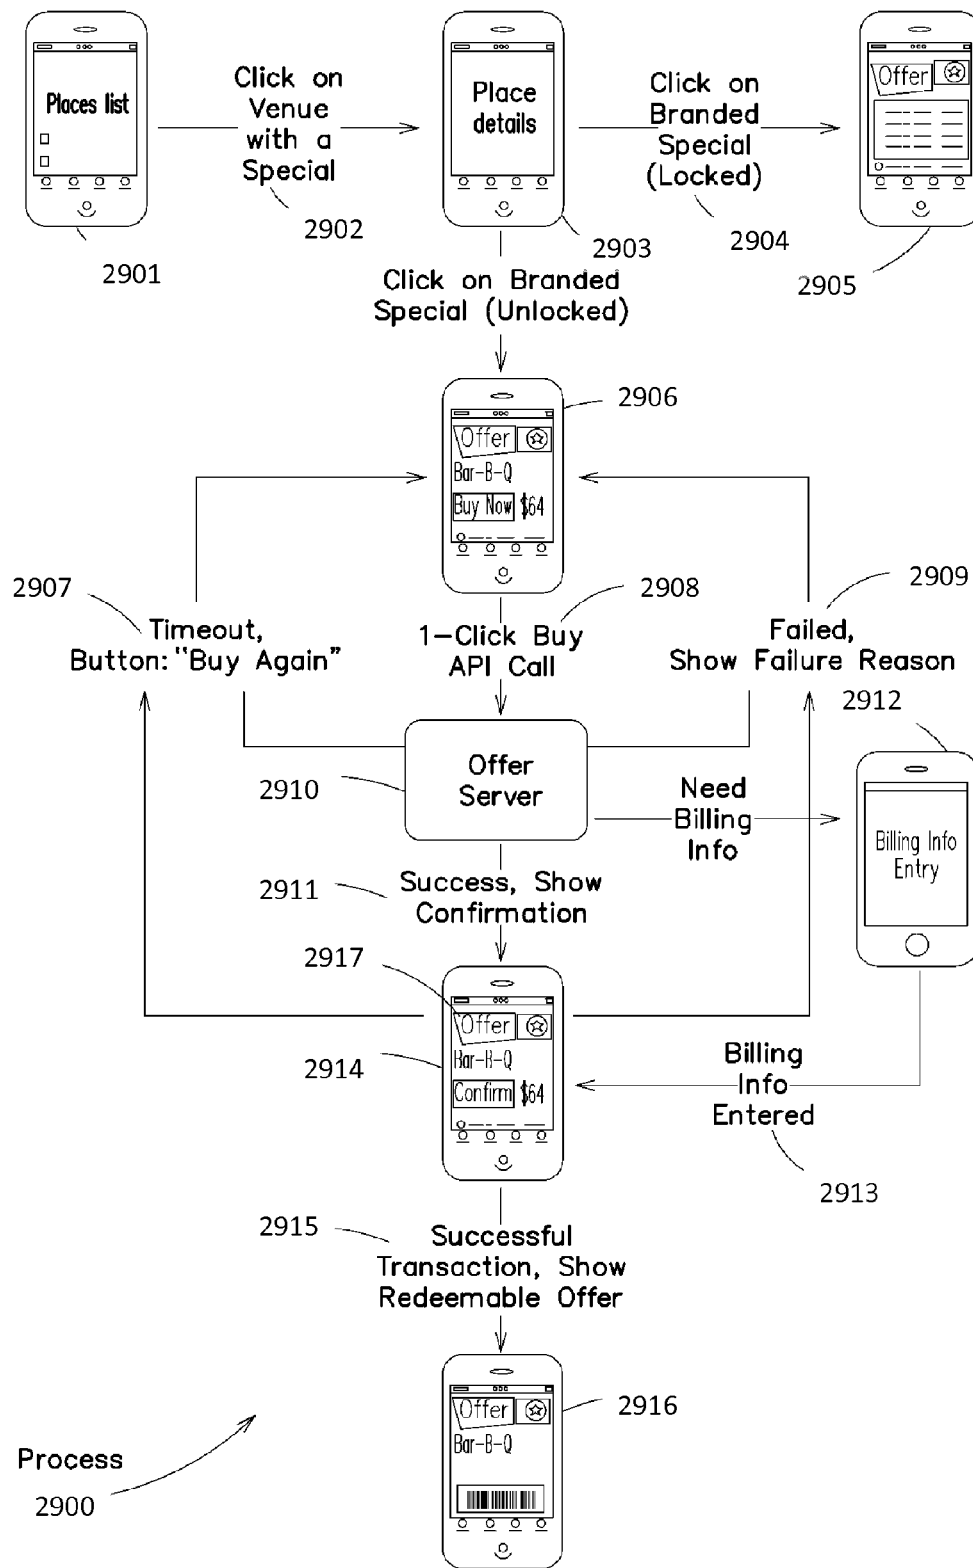 Places list
Click on
Venue
with a
Special
Place
details
Click on
Branded
Special
(Locked)
Offer
2901
2902
2903
2904
2905
Click on Branded
Special (Unlocked)
2906
Offer
Bar-B-Q
Buy Now $64
2907
Timeout,
Button: "Buy Again"
2908
1-Click Buy
API Call
2909
Failed,
Show Failure Reason
2910
Offer
Server
Need
Billing
Info
2912
Billing Info
Entry
2911
Success, Show
Confirmation
2917
2914
Offer
Bar-B-Q
Confirm $64
Billing
Info
Entered
2913
2915
Successful
Transaction, Show
Redeemable Offer
2916
Offer
Bar-B-Q
Process
2900